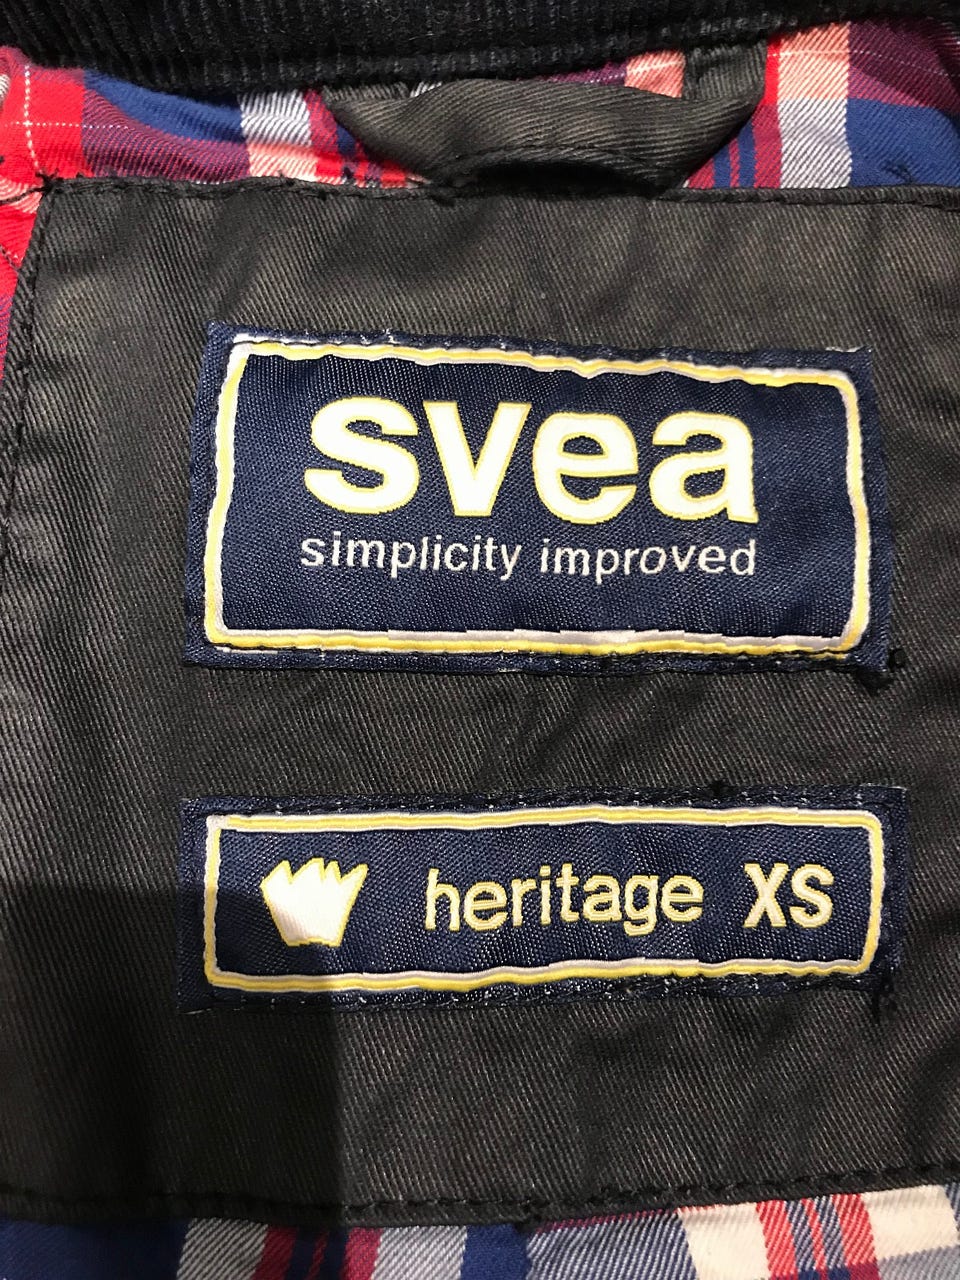 svea
simplicity improved
heritage XS